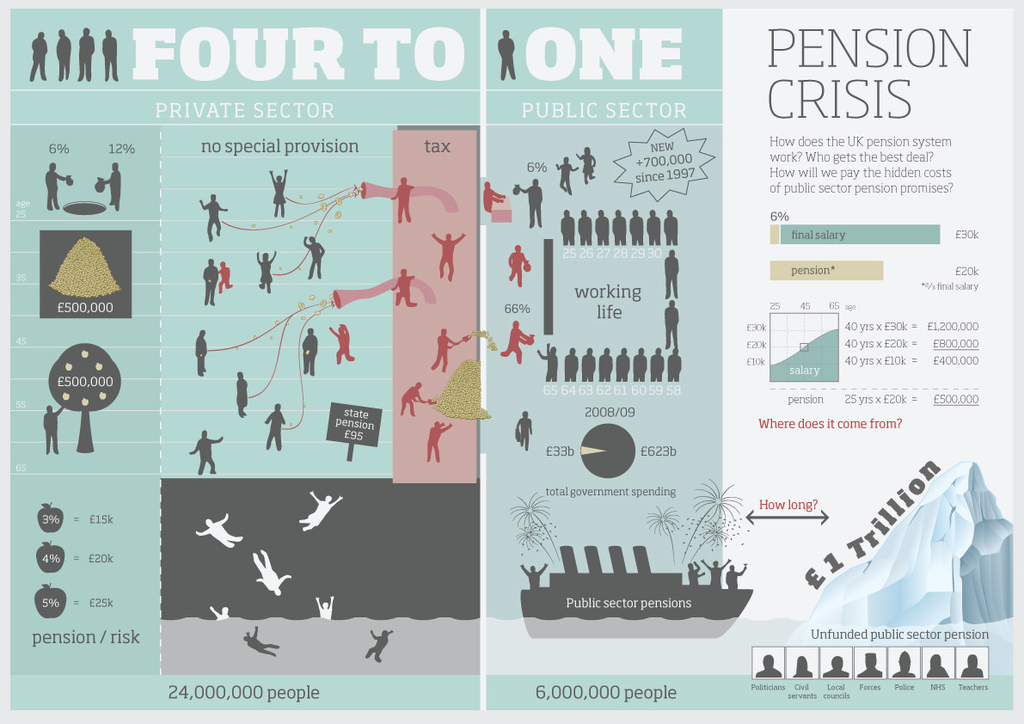 FOUR TO ONE
PRIVATE SECTOR
PUBLIC SECTOR
PENSION
CRISIS
How does the UK pension system
work? Who gets the best deal?
How will we pay the hidden costs
of public sector pension promises?
6% 12%
no special provision
tax
age
25
35
45
55
65
£500,000
£500,000
state
pension
£95
3% = £15k
4% = £20k
5% = £25k
pension / risk
24,000,000 people
6%
NEW
+700,000
since 1997
25 26 27 28 29 30
working
life
66%
65 64 63 62 61 60 59 58
2008/09
£33b £623b
total government spending
Public sector pensions
6,000,000 people
6%
final salary £30k
pension* £20k
*⅔s final salary
25 45 65 age
£30k
£20k
£10k
salary
40 yrs x £30k = £1,200,000
40 yrs x £20k = £800,000
40 yrs x £10k = £400,000
pension 25 yrs x £20k = £500,000
Where does it come from?
How long?
£1 Trillion
Unfunded public sector pension
Politicians Civil servants Local councils Forces Police NHS Teachers